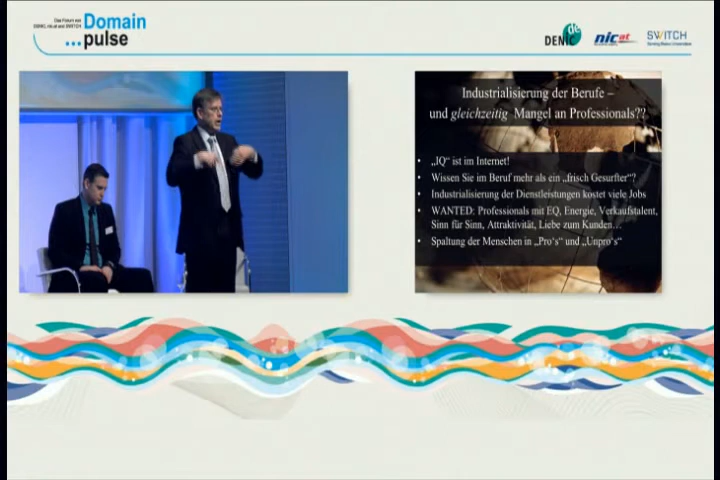 Das Forum von
DENIC, nic.at und SWITCH
Domain
...pulse
DENIC de
nic at
SWITCH
Industrialisierung der Berufe –
und gleichzeitig Mangel an Professionals??
• „IQ“ ist im Internet!
• Wissen Sie im Beruf mehr als ein „frisch Gesurfter“?
• Industrialisierung der Dienstleistungen kostet viele Jobs
• WANTED: Professionals mit EQ, Energie, Verkaufstalent,
Sinn für Sinn, Attraktivität, Liebe zum Kunden…
• Spaltung der Menschen in „Pro‘s“ und „Unpro‘s“